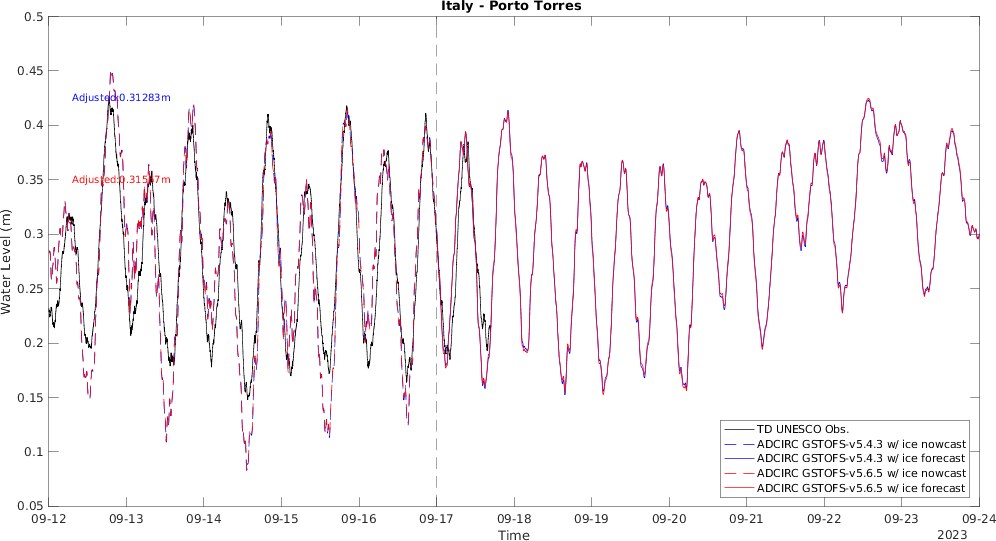 Italy - Porto Torres
0.5
0.45
0.4
0.35
0.3
0.25
0.2
0.15
0.1
0.05
Water Level (m)
Adjusted:0.31283m
TD UNESCO Obs.
ADCIRC GSTOFS-v5.4.3 w/ ice nowcast
ADCIRC GSTOFS-v5.4.3 w/ ice forecast
ADCIRC GSTOFS-v5.6.5 w/ ice nowcast
ADCIRC GSTOFS-v5.6.5 w/ ice forecast
09-12 09-13 09-14 09-15 09-16 09-17 09-18 09-19 09-20 09-21 09-22 09-23 09-24
Time
2023